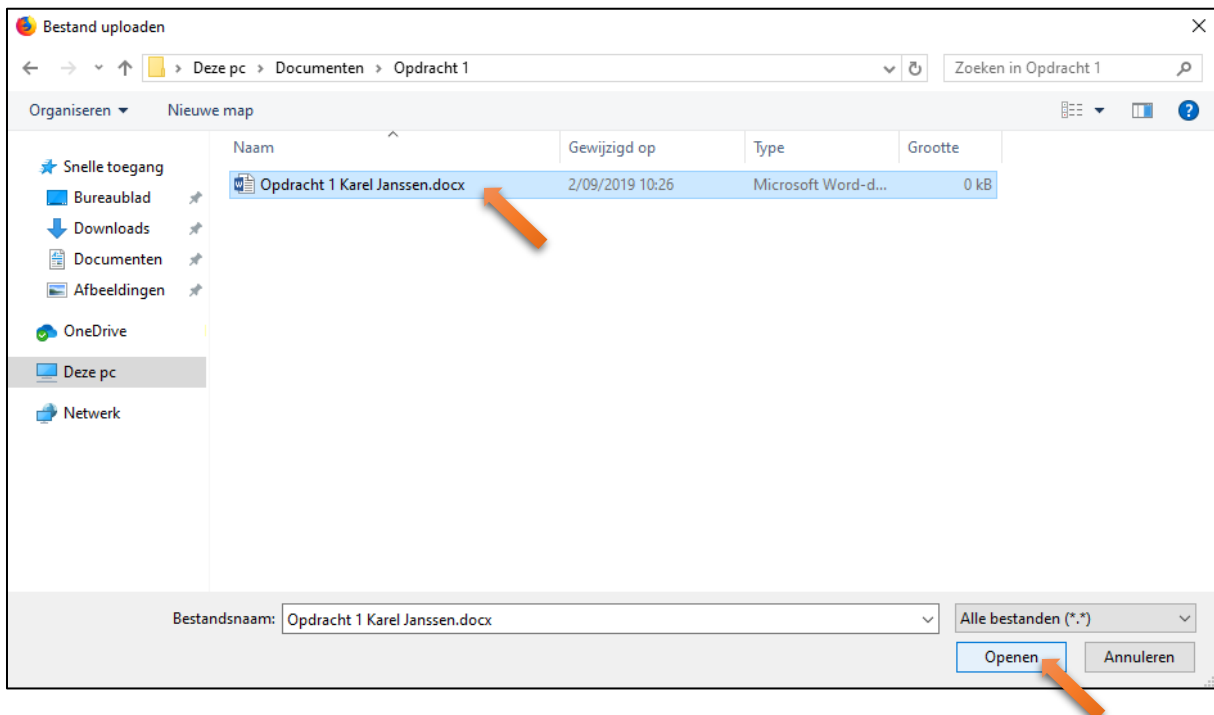 Bestand uploaden
Deze pc > Documenten > Opdracht 1
Zoeken in Opdracht 1
Organiseren
Nieuwe map
Naam
Gewijzigd op
Type
Grootte
Snelle toegang
Bureaublad
Downloads
Documenten
Afbeeldingen
OneDrive
Deze pc
Netwerk
Opdracht 1 Karel Janssen.docx
2/09/2019 10:26
Microsoft Word-d...
0 kB
Bestandsnaam:
Opdracht 1 Karel Janssen.docx
Alle bestanden (*.*)
Openen
Annuleren